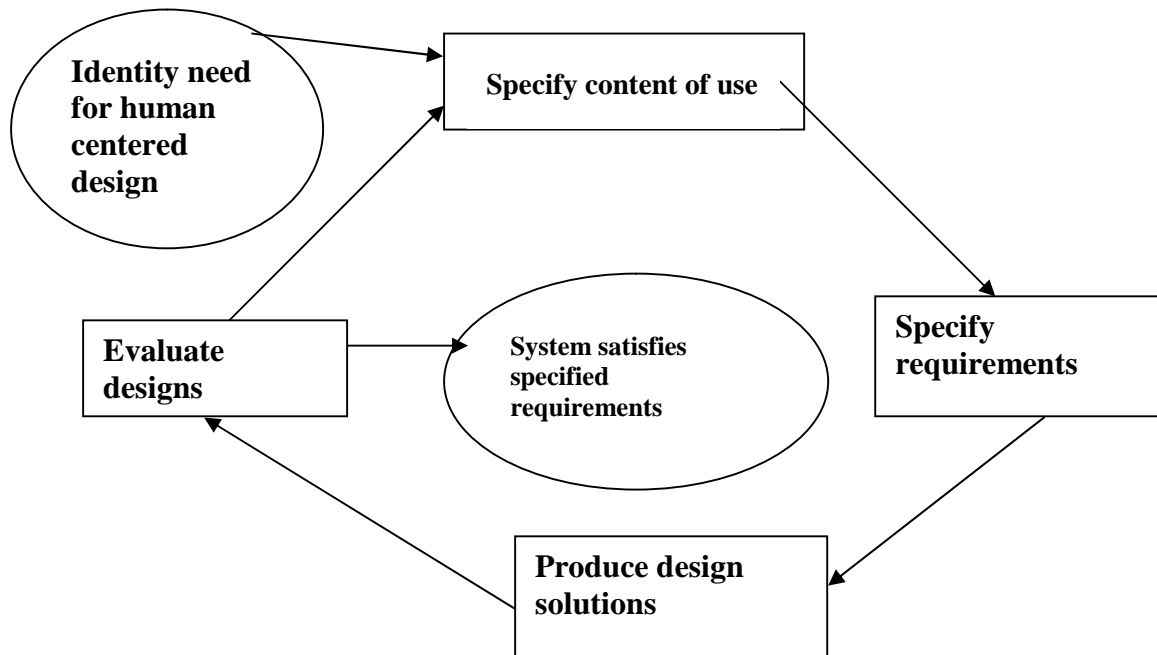 Identity need
for human
centered
design
Specify content of use
Specify
requirements
Evaluate
designs
System satisfies
specified
requirements
Produce design
solutions